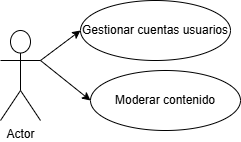 Gestionar cuentas usuarios
Moderar contenido
Actor